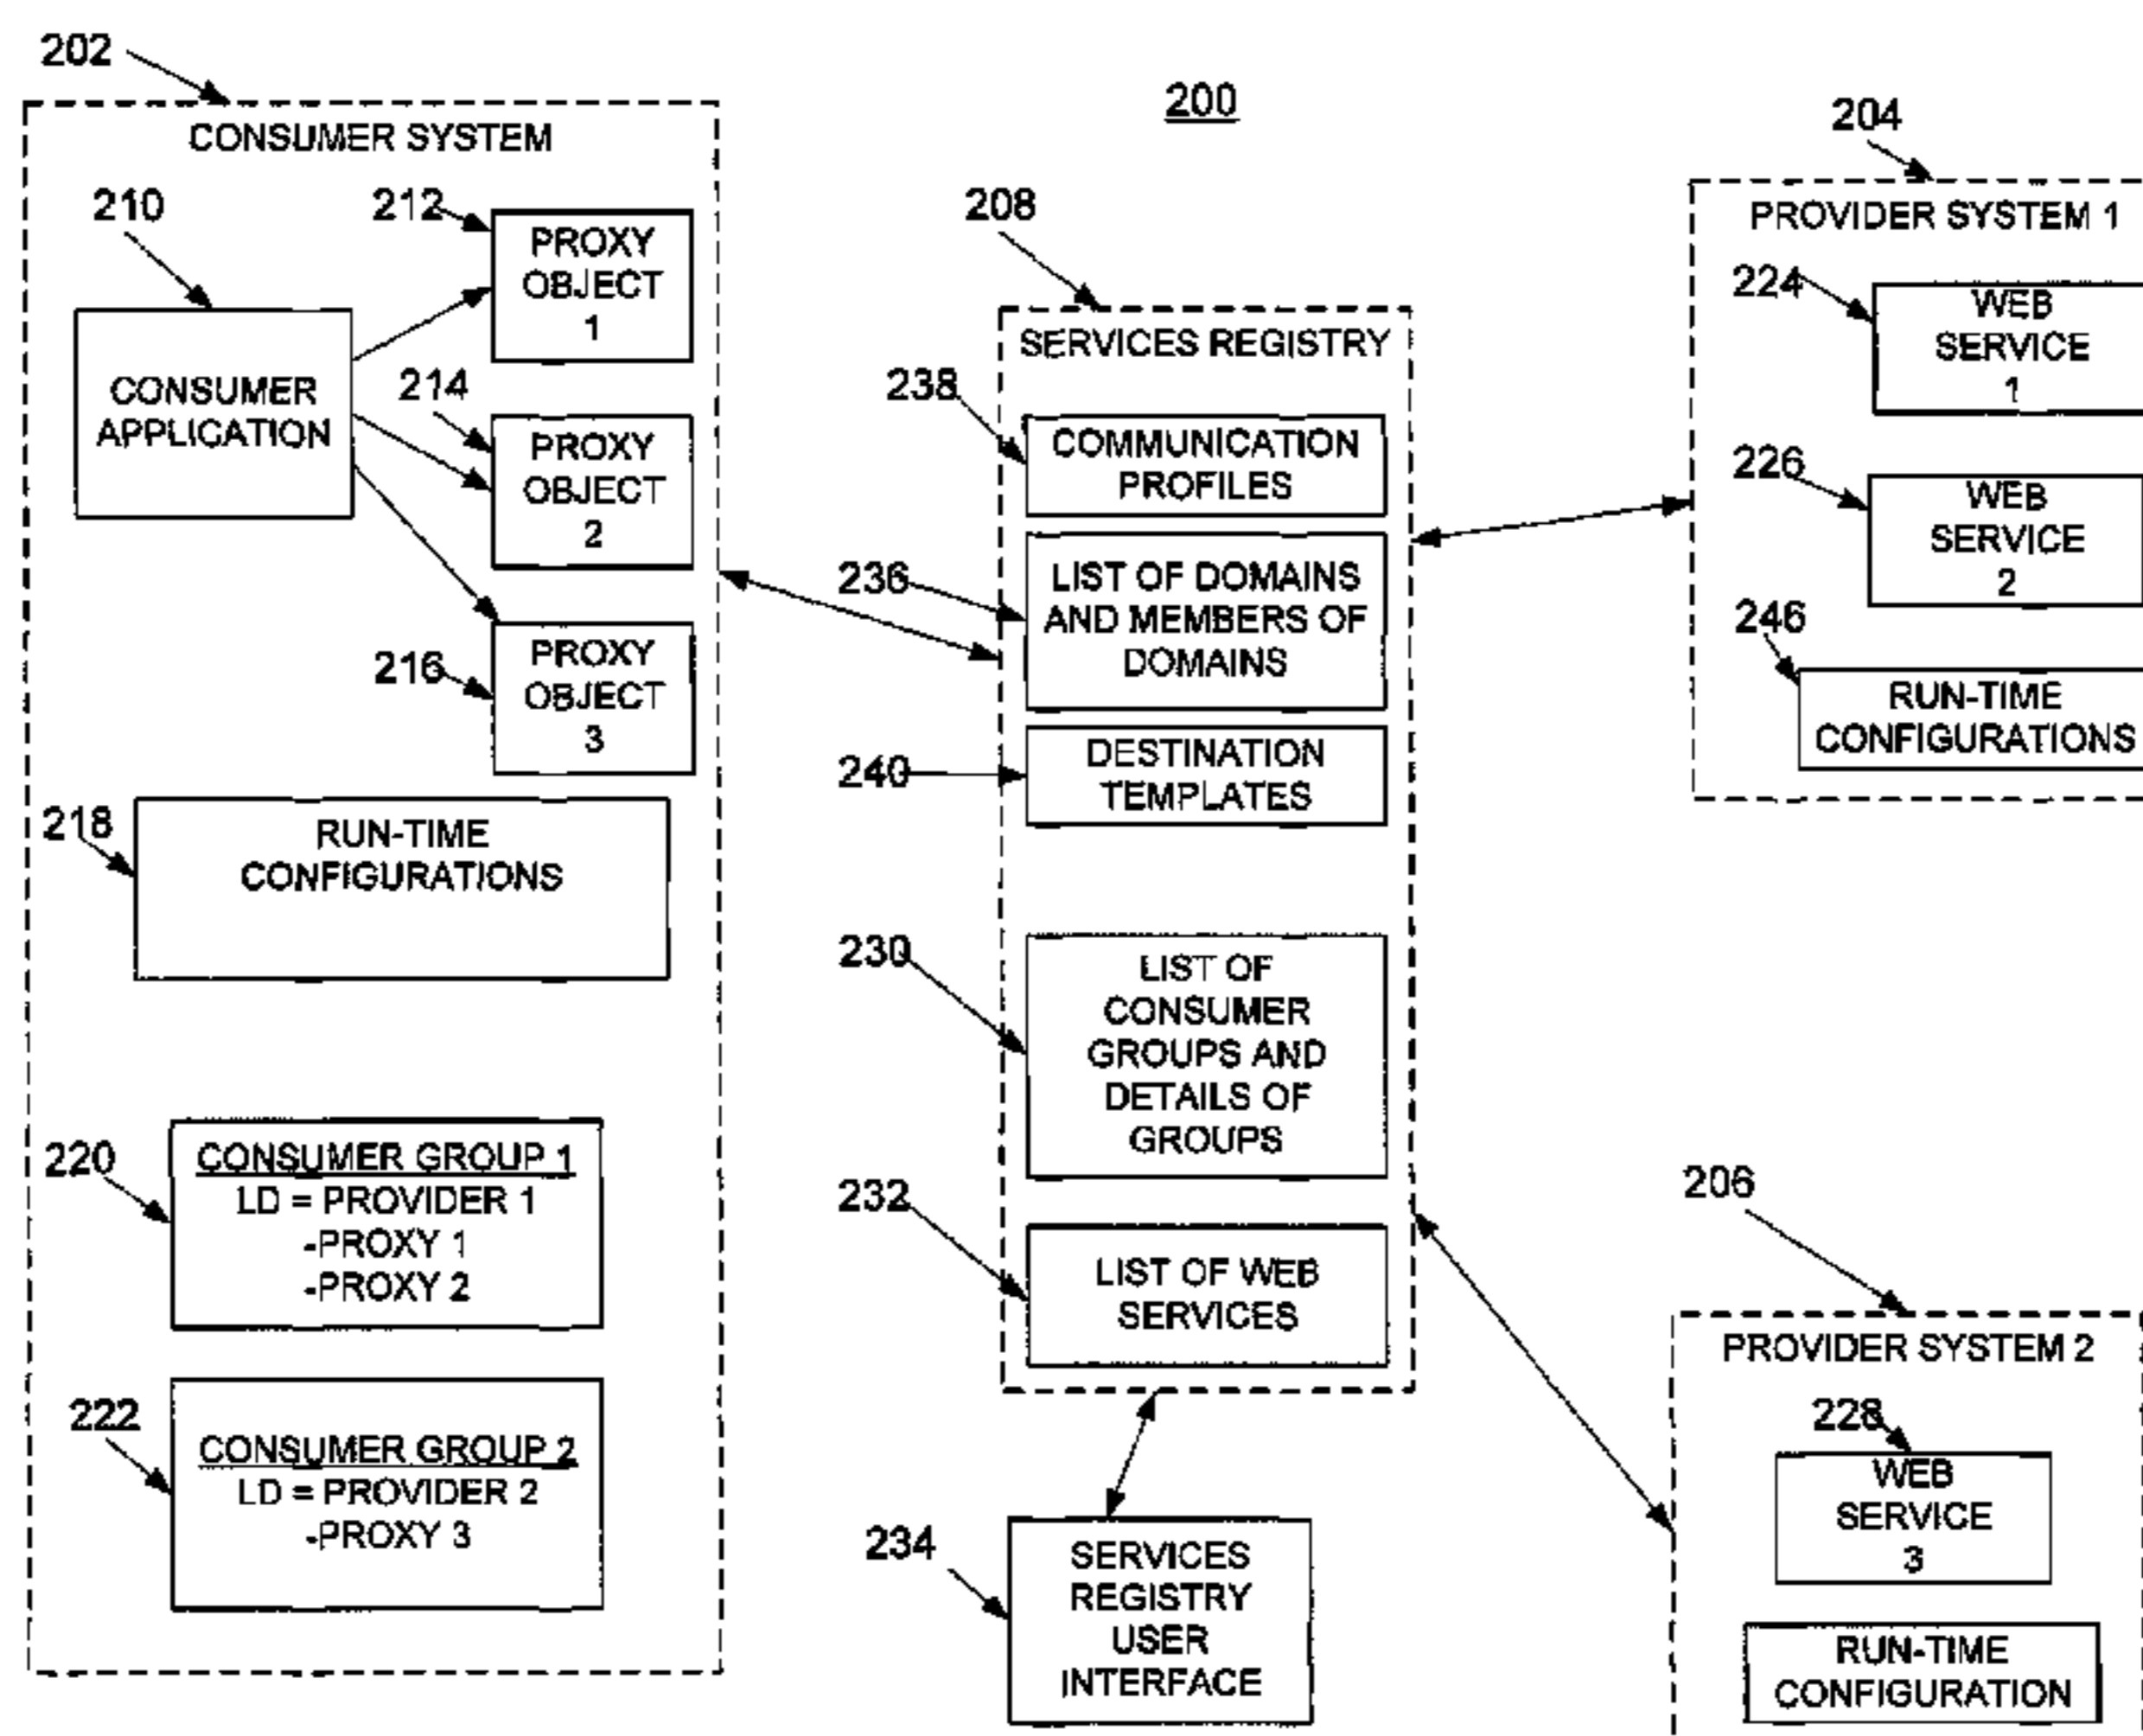 202
CONSUMER SYSTEM
210
212
PROXY
OBJECT
1
CONSUMER
APPLICATION
214
PROXY
OBJECT
2
216
PROXY
OBJECT
3
218
RUN-TIME
CONFIGURATIONS
220
CONSUMER GROUP 1
LD = PROVIDER 1
-PROXY 1
-PROXY 2
222
CONSUMER GROUP 2
LD = PROVIDER 2
-PROXY 3
200
208
SERVICES REGISTRY
238
COMMUNICATION
PROFILES
236
LIST OF DOMAINS
AND MEMBERS OF
DOMAINS
240
DESTINATION
TEMPLATES
230
LIST OF
CONSUMER
GROUPS AND
DETAILS OF
GROUPS
232
LIST OF WEB
SERVICES
234
SERVICES
REGISTRY
USER
INTERFACE
204
PROVIDER SYSTEM 1
224
WEB
SERVICE
1
226
WEB
SERVICE
2
246
RUN-TIME
CONFIGURATIONS
206
PROVIDER SYSTEM 2
228
WEB
SERVICE
3
RUN-TIME
CONFIGURATION